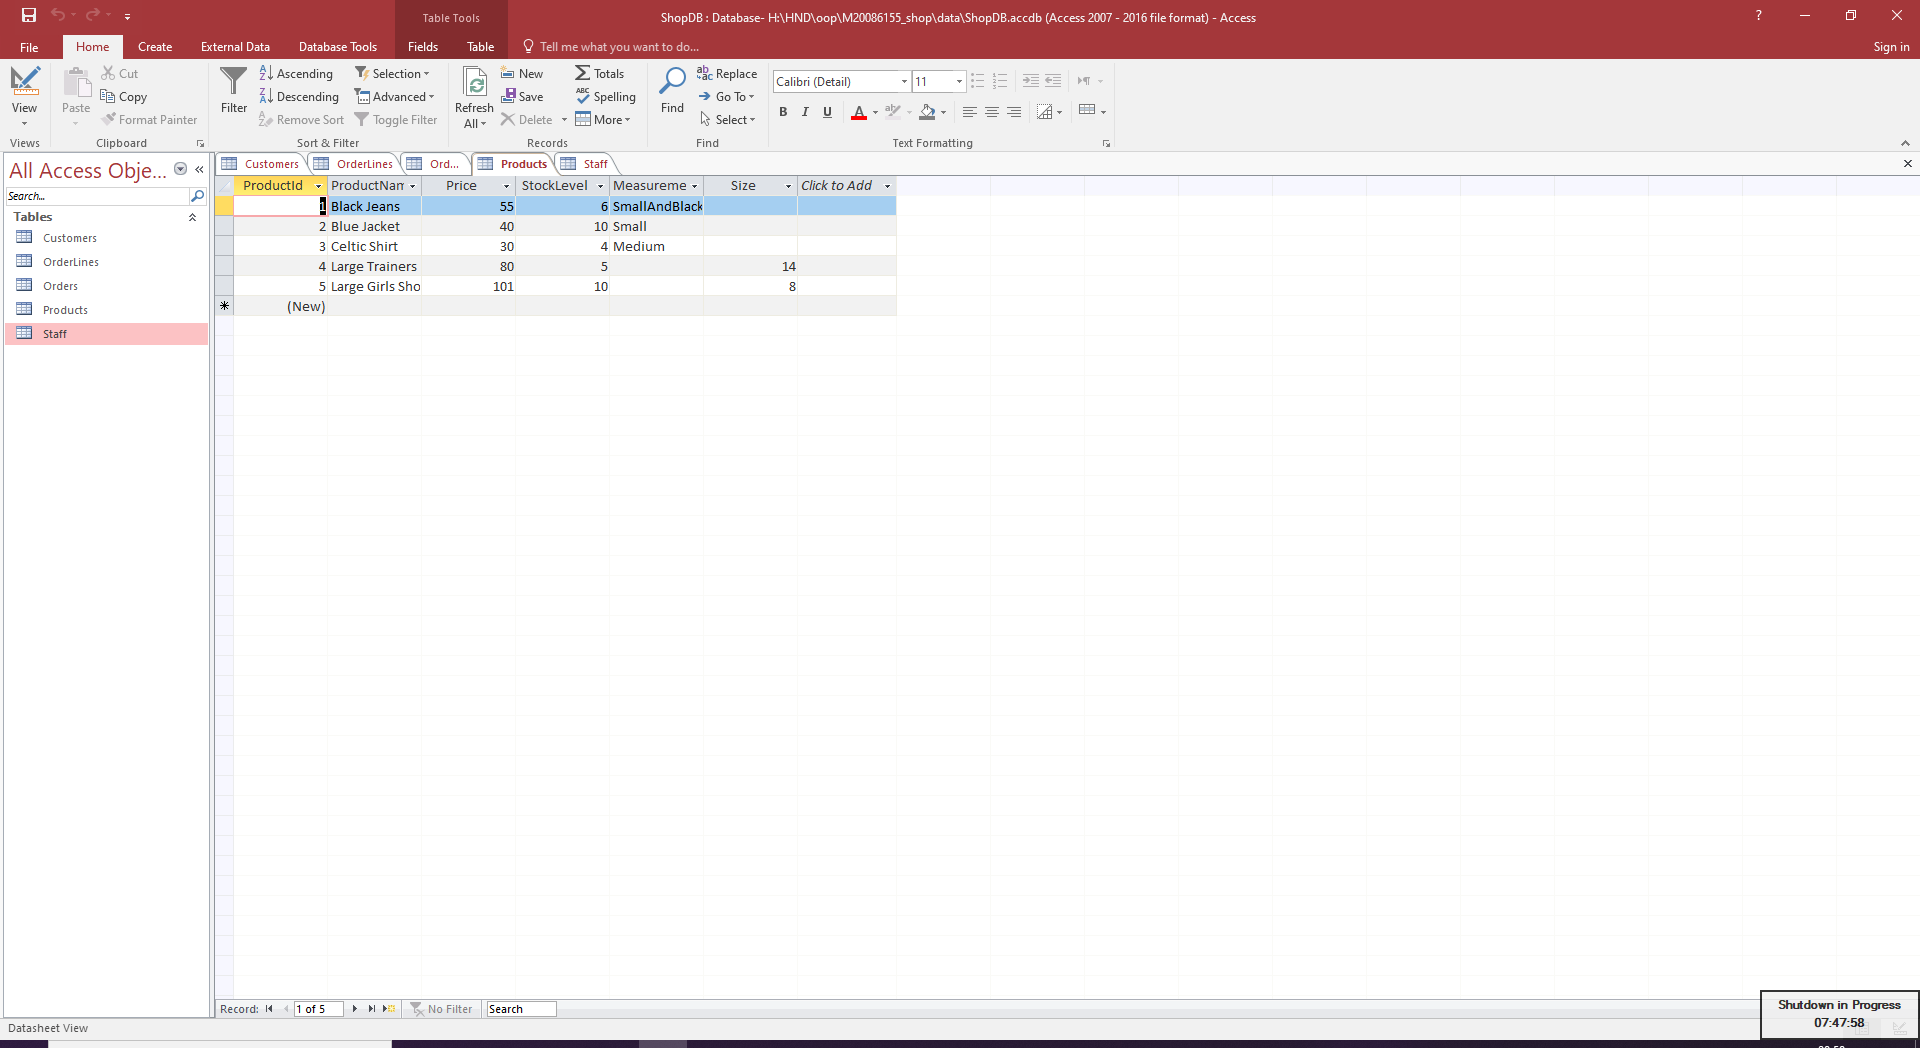 Table Tools
ShopDB : Database- H:\HND\oop\M20086155_shop\data\ShopDB.accdb (Access 2007 - 2016 file format) - Access
?
File Home Create External Data Database Tools Fields Table Tell me what you want to do... Sign in
View
Views
Paste
Cut
Copy
Format Painter
Clipboard
Filter
Ascending
Descending
Remove Sort
Selection
Advanced
Toggle Filter
Sort & Filter
Refresh
All
New
Save
Delete
Totals
Spelling
More
Records
Find
Replace
Go To
Select
Find
Calibri (Detail) 11
B I U
Text Formatting
All Access Obje...
Search...
Tables
Customers
OrderLines
Orders
Products
Staff
Customers OrderLines Ord... Products Staff
ProductId ProductNam Price StockLevel Measureme Size Click to Add
1 Black Jeans 55 6 SmallAndBlack
2 Blue Jacket 40 10 Small
3 Celtic Shirt 30 4 Medium
4 Large Trainers 80 5 14
5 Large Girls Sho 101 10 8
(New)
Record: 1 of 5 No Filter Search
Datasheet View
Shutdown in Progress
07:47:58